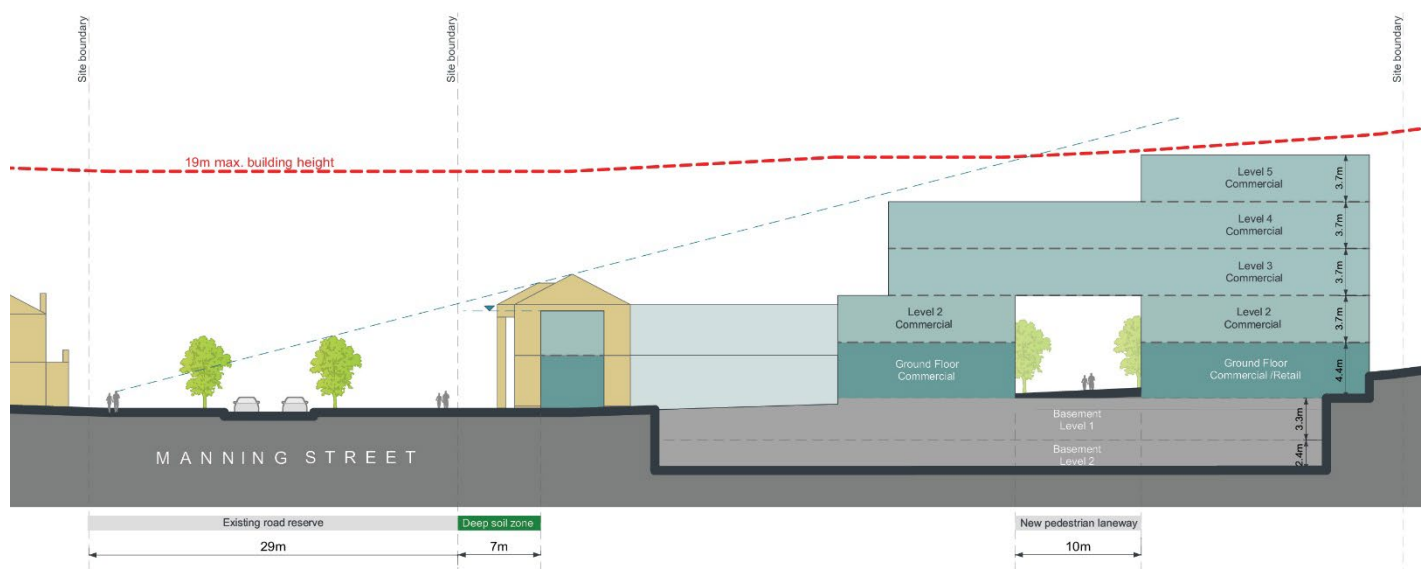 Site boundary
Site boundary
Site boundary
19m max. building height
Level 5
Commercial
3.7m
Level 4
Commercial
3.7m
Level 3
Commercial
3.7m
Level 2
Commercial
Level 2
Commercial
3.7m
Ground Floor
Commercial
Ground Floor
Commercial /Retail
4.4m
Basement
Level 1
3.3m
MANNING STREET
Basement
Level 2
2.4m
Existing road reserve
Deep soil zone
New pedestrian laneway
29m
7m
10m